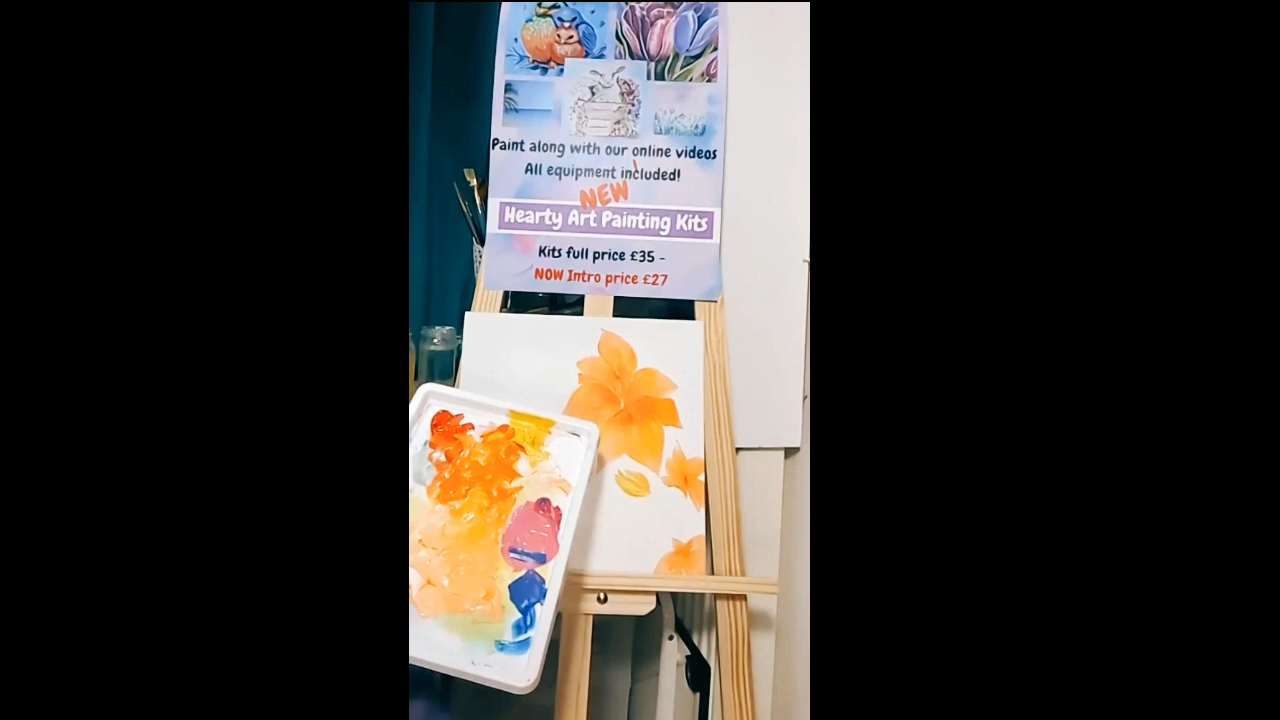 Paint along with our online videos
All equipment included!
NEW
Hearty Art Painting Kits
Kits full price £35 -
NOW Intro price £27